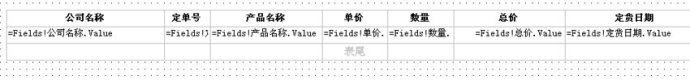 公司名称 定单号 产品名称 单价 数量 总价 定货日期
=Fields!公司名称.Value =Fields! =Fields!产品名称.Value =Fields!单价. =Fields!数量. =Fields!总价.Value =Fields!定货日期.Value
表尾